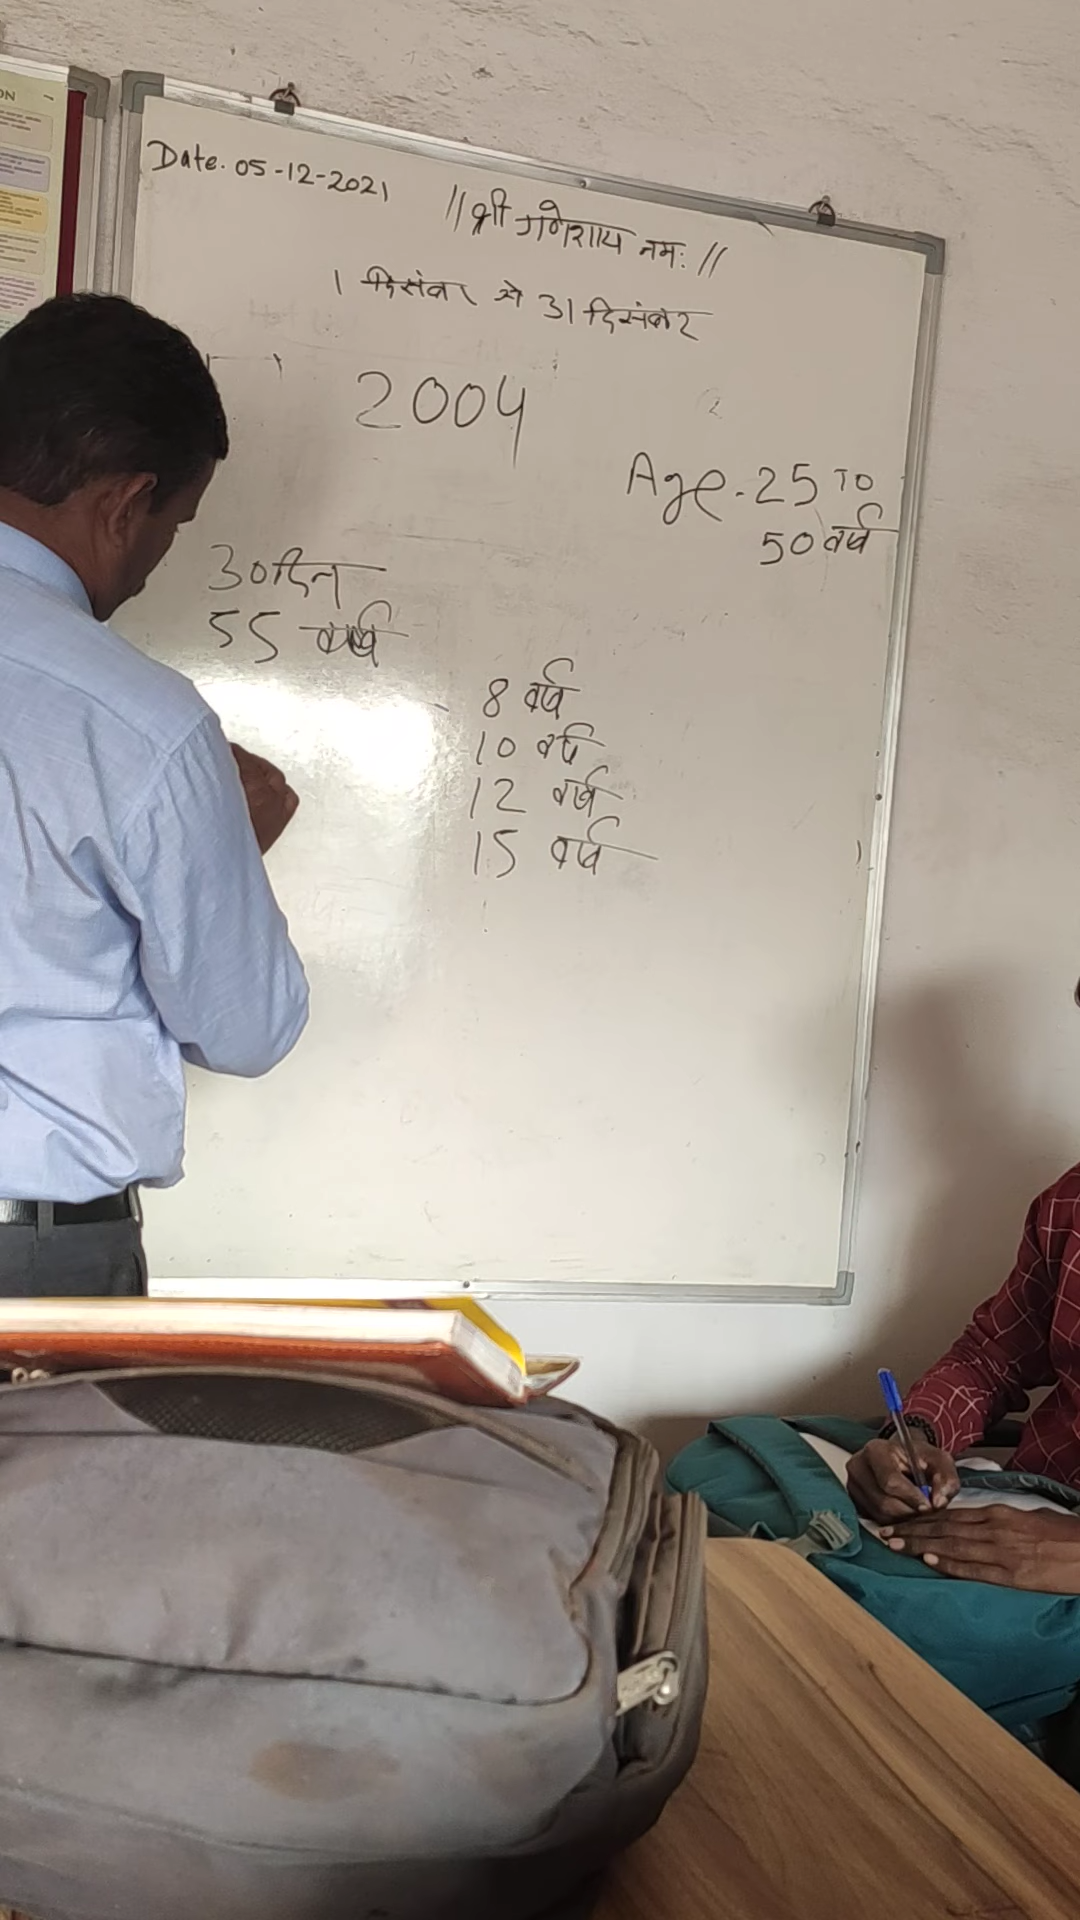 ON
Date. 05-12-2021
//श्री गणेशाय नमः//
1 दिसंबर से 31 दिसंबर
2004
Age. 25 TO
50 वर्ष
30 दिन
55 वर्ष
8 वर्ष
10 वर्ष
12 वर्ष
15 वर्ष